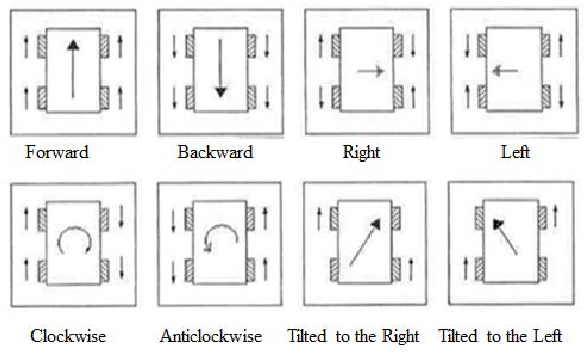 Forward Backward Right Left
Clockwise Anticlockwise Tilted to the Right Tilted to the Left